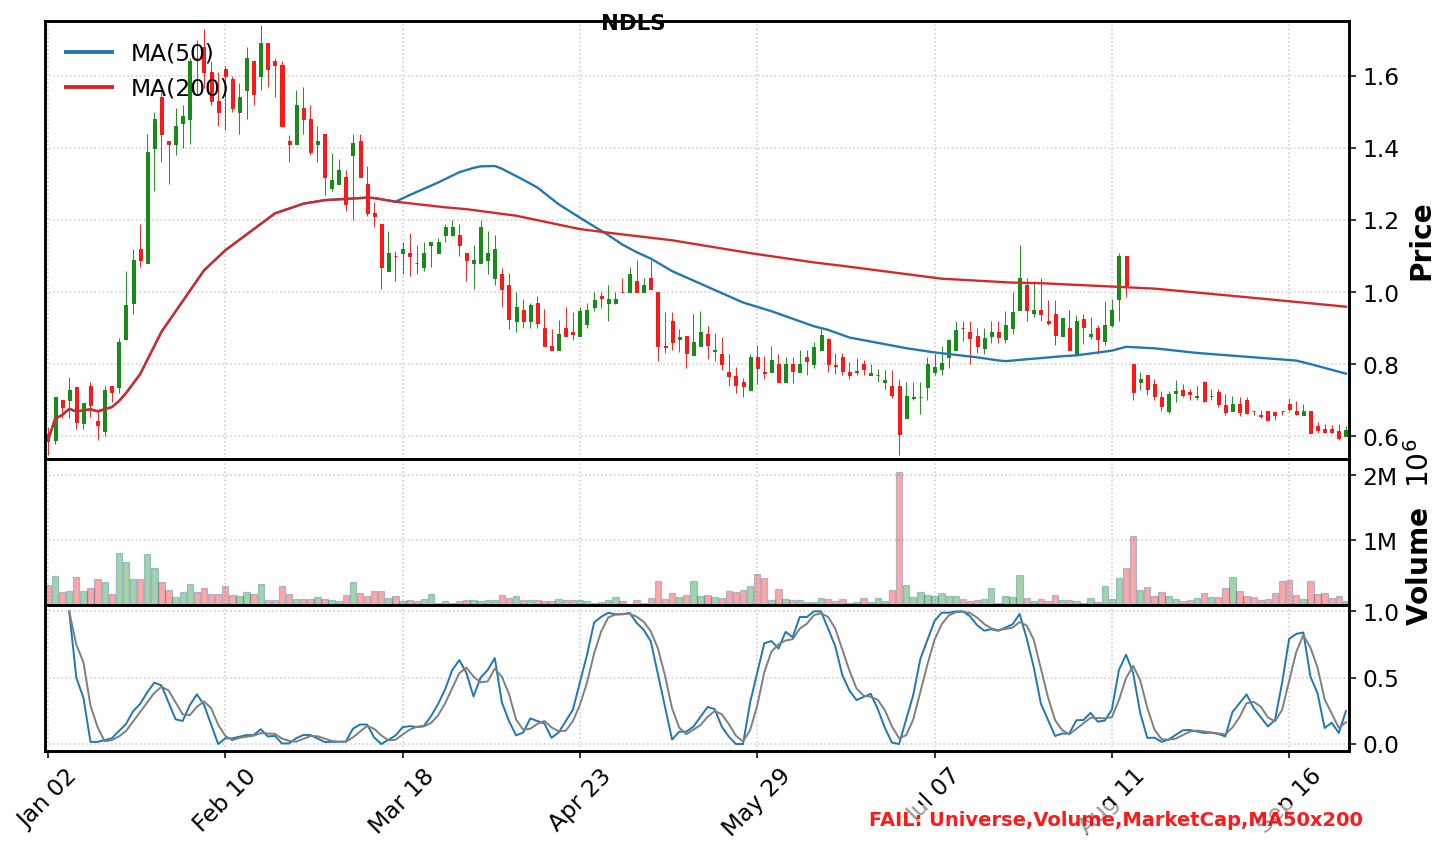 NDLS
MA(50)
MA(200)
1.6
1.4
1.2
1.0
0.8
0.6
Price
2M
1M
Volume 10^6
1.0
0.5
0.0
Jan 02
Feb 10
Mar 18
Apr 23
May 29
Jul 07
Aug 11
Sep 16
FAIL: Universe,Volume,MarketCap,MA50x200